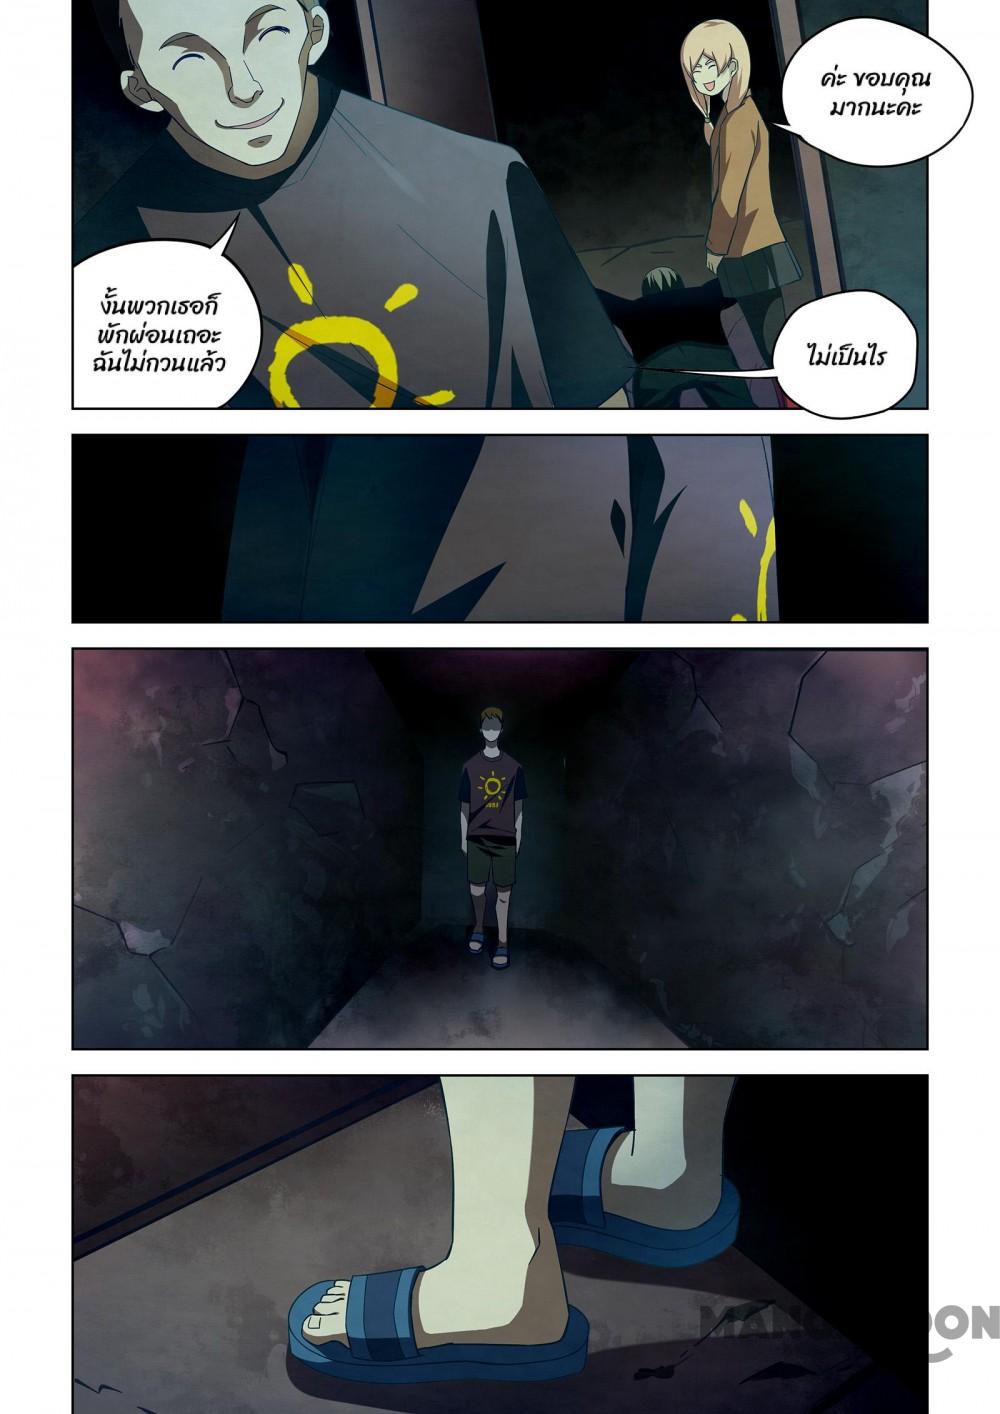 ค่ะ ขอบคุณ
มากนะคะ
งั้นพวกเธอก็
พักผ่อนเถอะ
ฉันไม่กวนแล้ว
ไม่เป็นไร